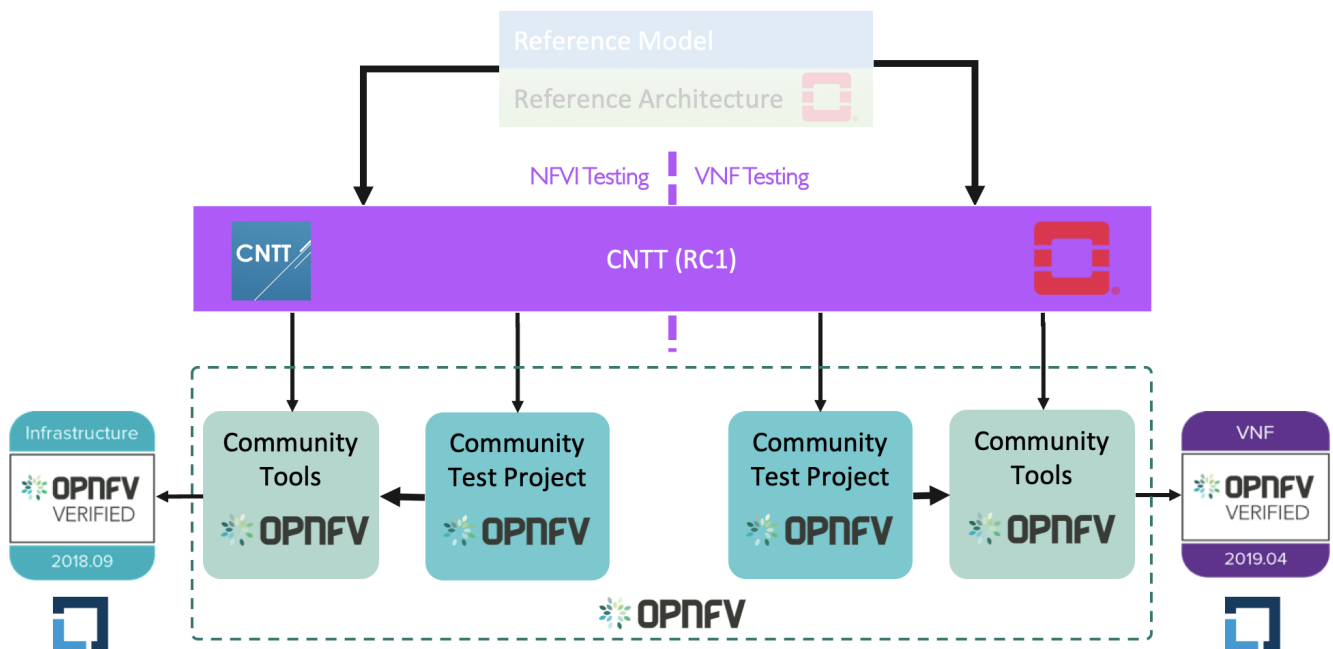 Reference Model
Reference Architecture
®
NFVI Testing
VNF Testing
CNTT
CNTT (RC1)
®
Infrastructure
OPNFV
VERIFIED
2018.09
Community
Tools
OPNFV
Community
Test Project
OPNFV
Community
Test Project
OPNFV
Community
Tools
OPNFV
VNF
OPNFV
VERIFIED
2019.04
OPNFV